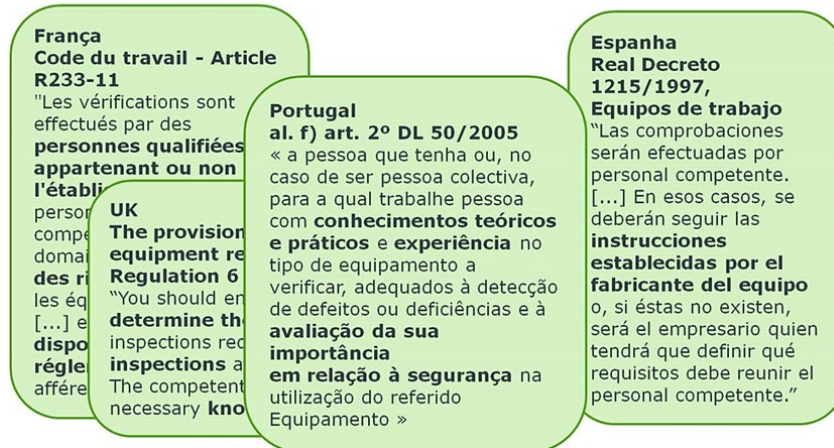 França
Code du travail - Article
R233-11
"Les vérifications sont
effectués par des
personnes qualifiées
appartenant ou non
UK
The provision
equipment
Regulation 6
“You should
determine
inspections
inspections
The competent
necessary
Portugal
al. f) art. 2º DL 50/2005
« a pessoa que tenha ou, no
caso de ser pessoa colectiva,
para a qual trabalhe pessoa
com conhecimentos teóricos
e práticos e experiência no
tipo de equipamento a
verificar, adequados à detecção
de defeitos ou deficiências e à
avaliação da sua
importância
em relação à segurança na
utilização do referido
Equipamento »
Espanha
Real Decreto
1215/1997,
Equipos de trabajo
“Las comprobaciones
serán efectuadas por
personal competente.
[...] En esos casos, se
deberán seguir las
instrucciones
establecidas por el
fabricante del equipo
o, si éstas no existen,
será el empresario quien
tendrá que definir qué
requisitos debe reunir el
personal competente.”